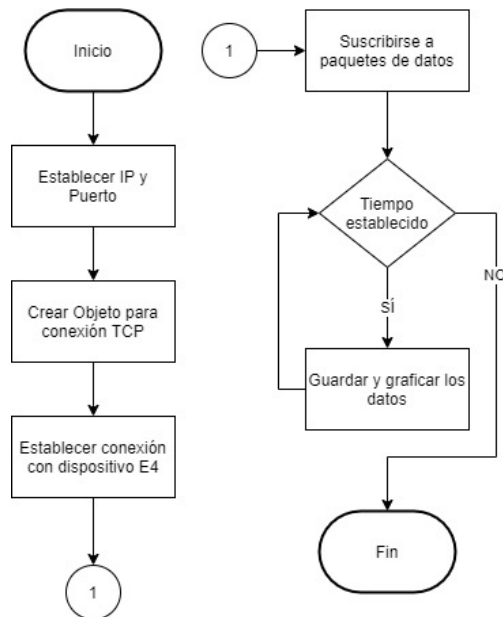 Inicio
Establecer IP y
Puerto
Crear Objeto para
conexión TCP
Establecer conexión
con dispositivo E4
1
1
Suscribirse a
paquetes de datos
Tiempo
establecido
SÍ
NO
Guardar y graficar los
datos
Fin